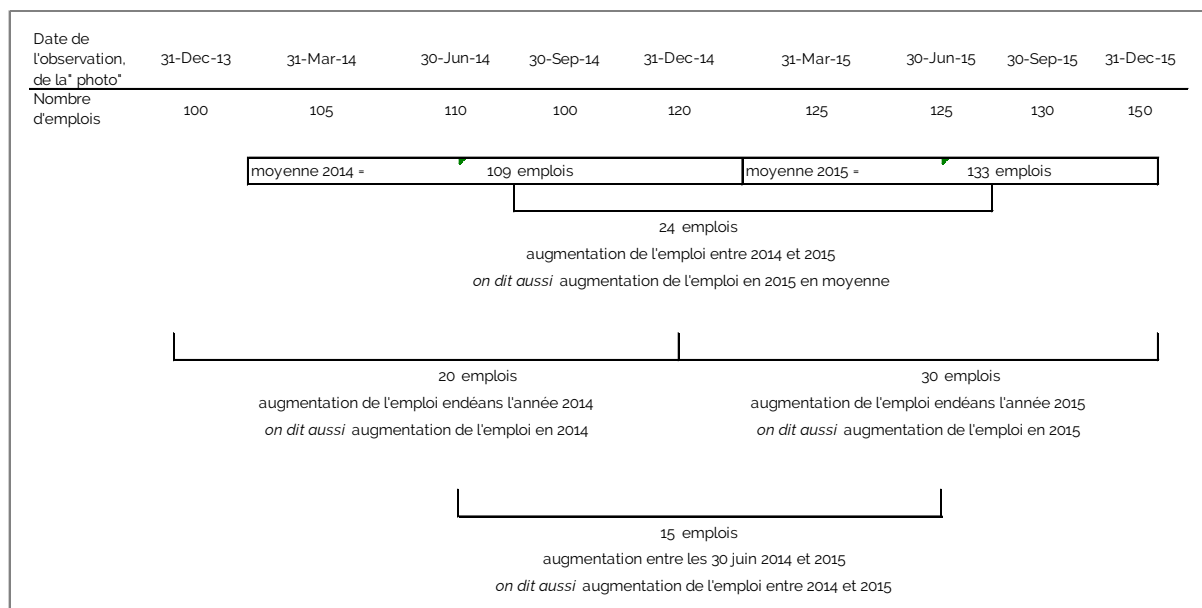 Date de
l'observation,
de la" photo"
31-Dec-13 31-Mar-14 30-Jun-14 30-Sep-14 31-Dec-14 31-Mar-15 30-Jun-15 30-Sep-15 31-Dec-15
Nombre
d'emplois
100 105 110 100 120 125 125 130 150
moyenne 2014 = 109 emplois moyenne 2015 = 133 emplois
24 emplois
augmentation de l'emploi entre 2014 et 2015
on dit aussi augmentation de l'emploi en 2015 en moyenne
20 emplois
augmentation de l'emploi endéans l'année 2014
on dit aussi augmentation de l'emploi en 2014
30 emplois
augmentation de l'emploi endéans l'année 2015
on dit aussi augmentation de l'emploi en 2015
15 emplois
augmentation entre les 30 juin 2014 et 2015
on dit aussi augmentation de l'emploi entre 2014 et 2015